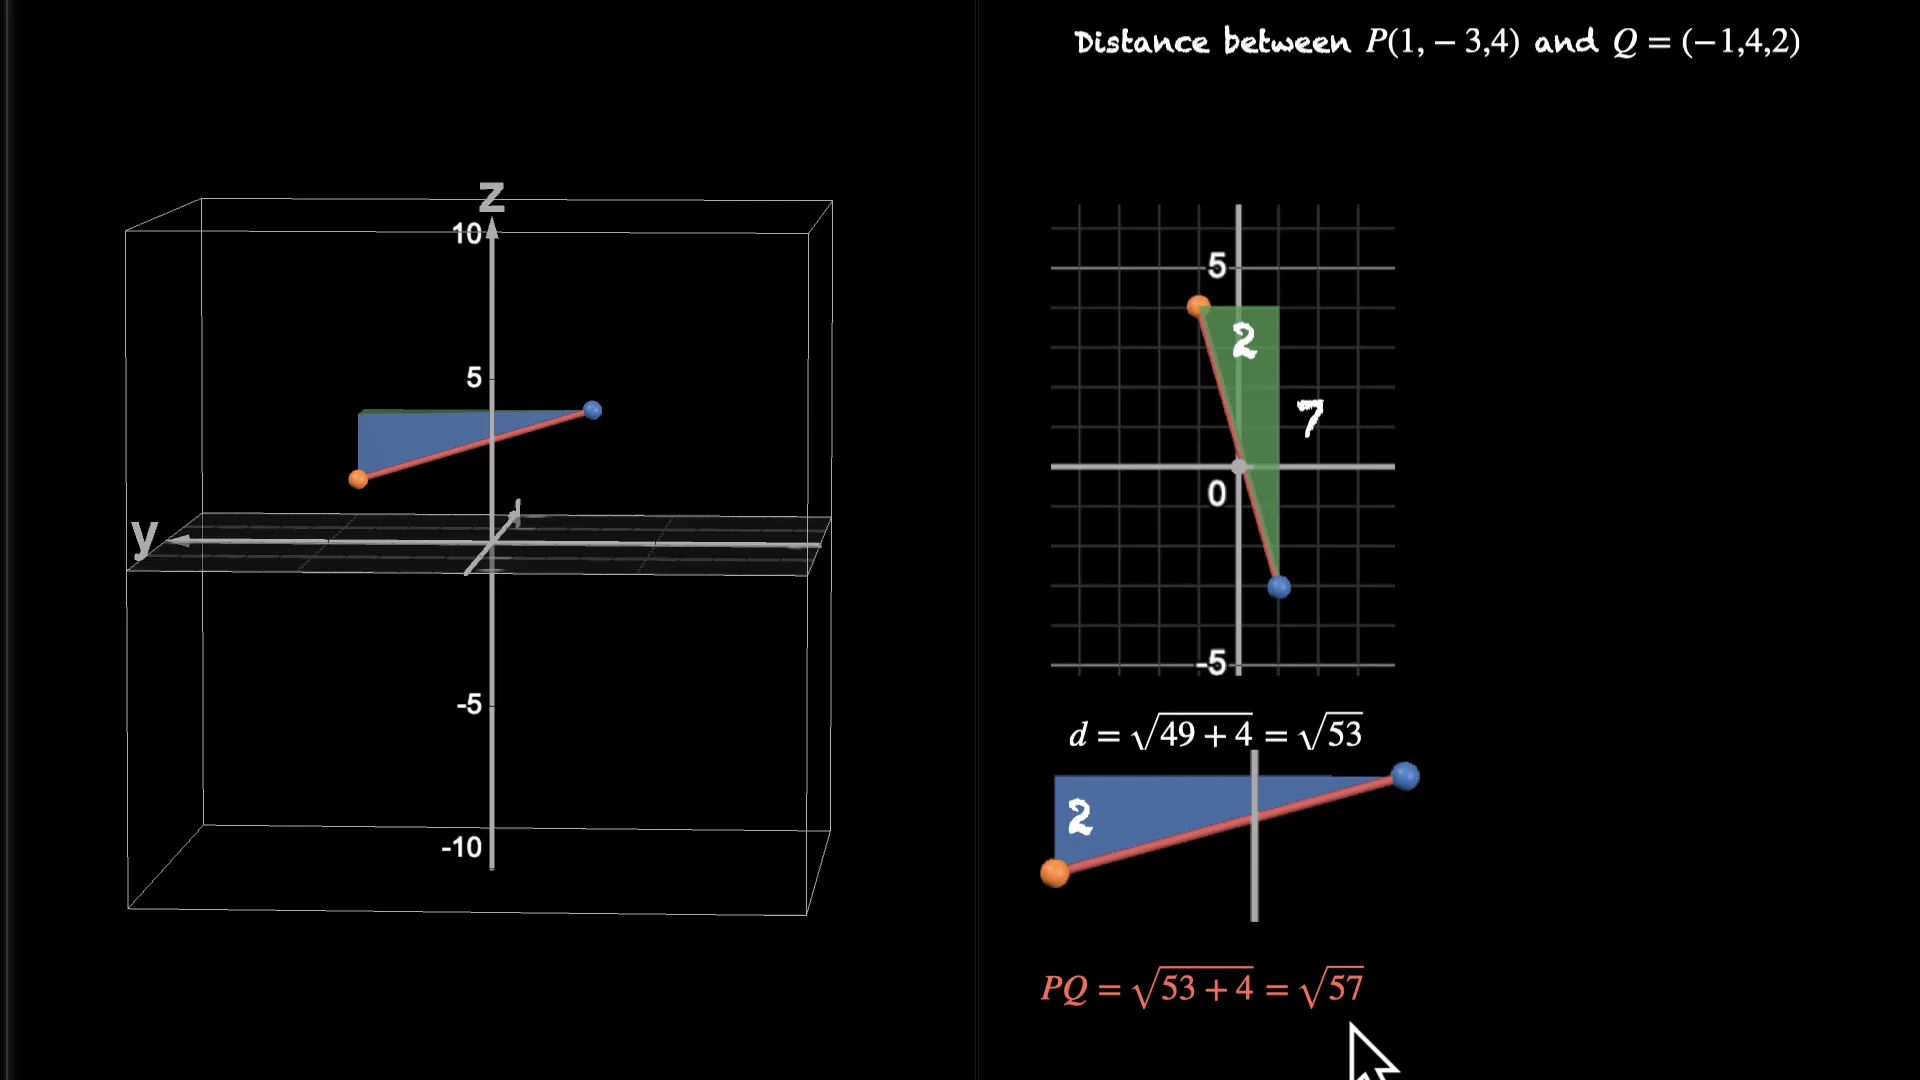 Distance between P(1, − 3,4) and Q = (−1,4,2)
z
10
5
y
-5
-10
5
2
7
0
-5
d = √49 + 4 = √53
2
PQ = √53 + 4 = √57